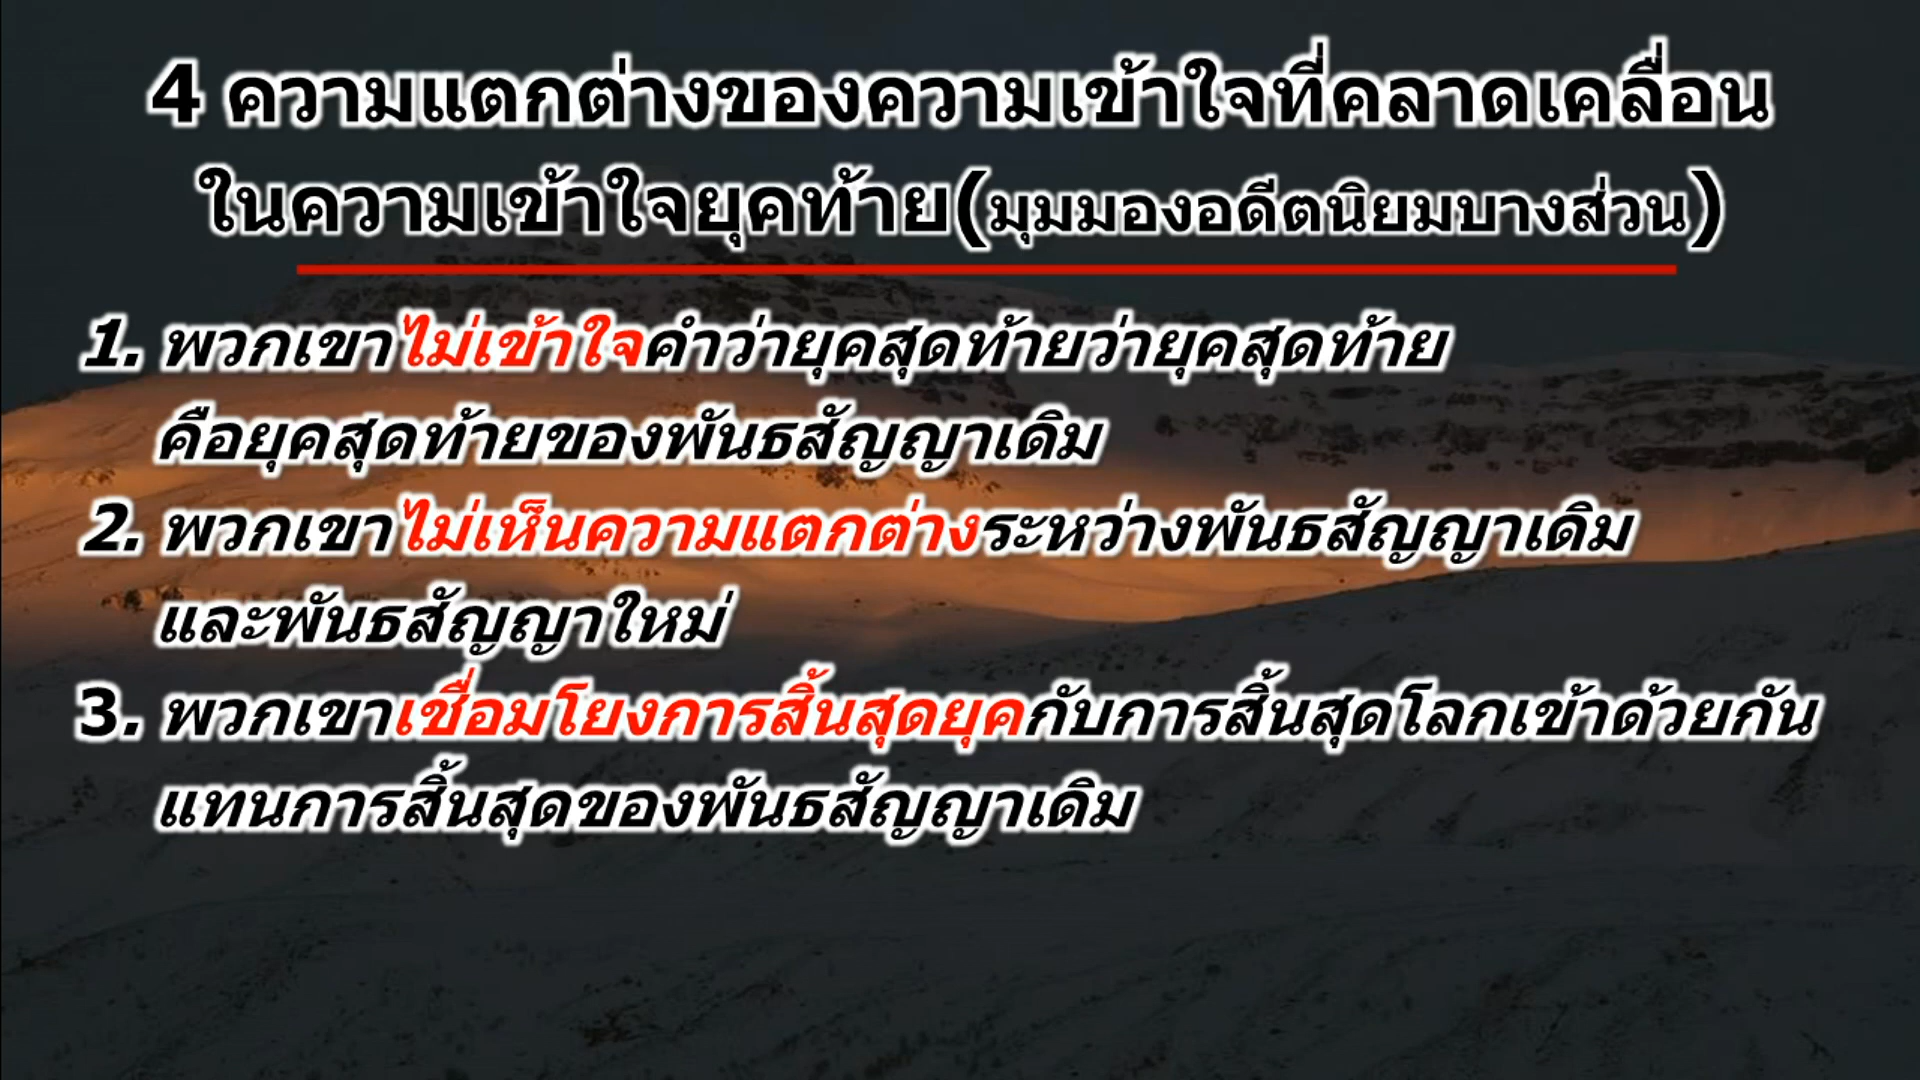 4 ความแตกต่างของความเข้าใจที่คลาดเคลื่อน
ในความเข้าใจยุคท้าย(มุมมองอดีตนิยมบางส่วน)
1. พวกเขาไม่เข้าใจคำว่ายุคสุดท้ายว่ายุคสุดท้าย
คือยุคสุดท้ายของพันธสัญญาเดิม
2. พวกเขาไม่เห็นความแตกต่างระหว่างพันธสัญญาเดิม
และพันธสัญญาใหม่
3. พวกเขาเชื่อมโยงการสิ้นสุดยุคกับการสิ้นสุดโลกเข้าด้วยกัน
แทนการสิ้นสุดของพันธสัญญาเดิม